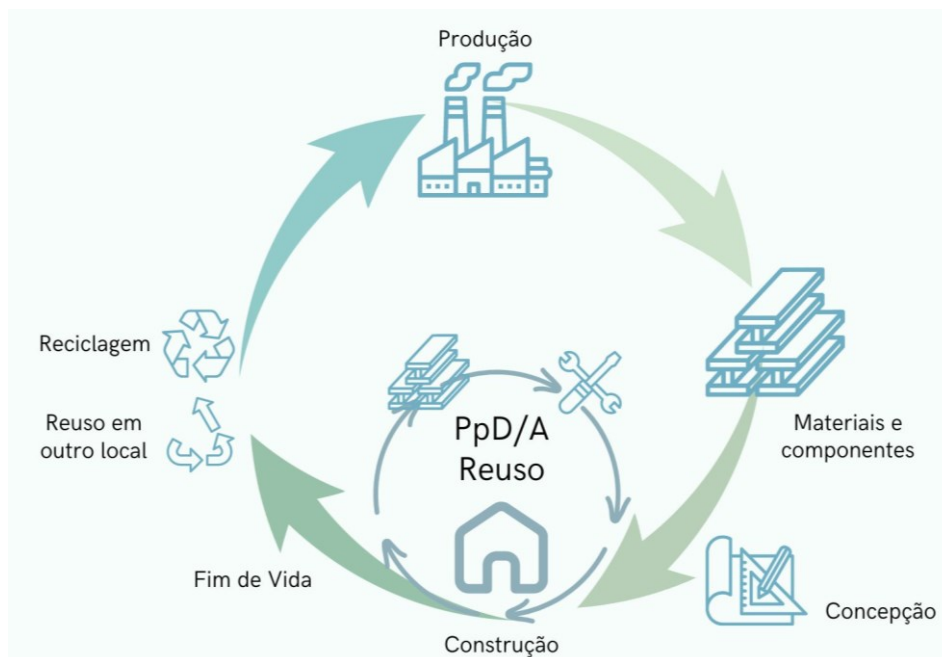 Produção
Reciclagem
Reuso em
outro local
PpD/A
Reuso
Materiais e
componentes
Fim de Vida
Concepção
Construção